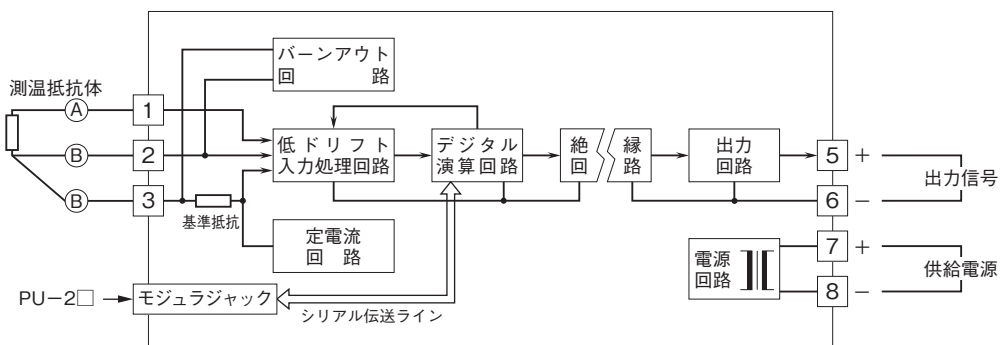 バーンアウト
回 路
測温抵抗体
A
1
B
2
B
3
低ドリフト
入力処理回路
デジタル
演算回路
絶
回
縁
路
出力
回路
5 +
6 −
出力信号
基準抵抗
定電流
回 路
電源
回路
7 +
8 −
供給電源
PU−2□
モジュラジャック
シリアル伝送ライン